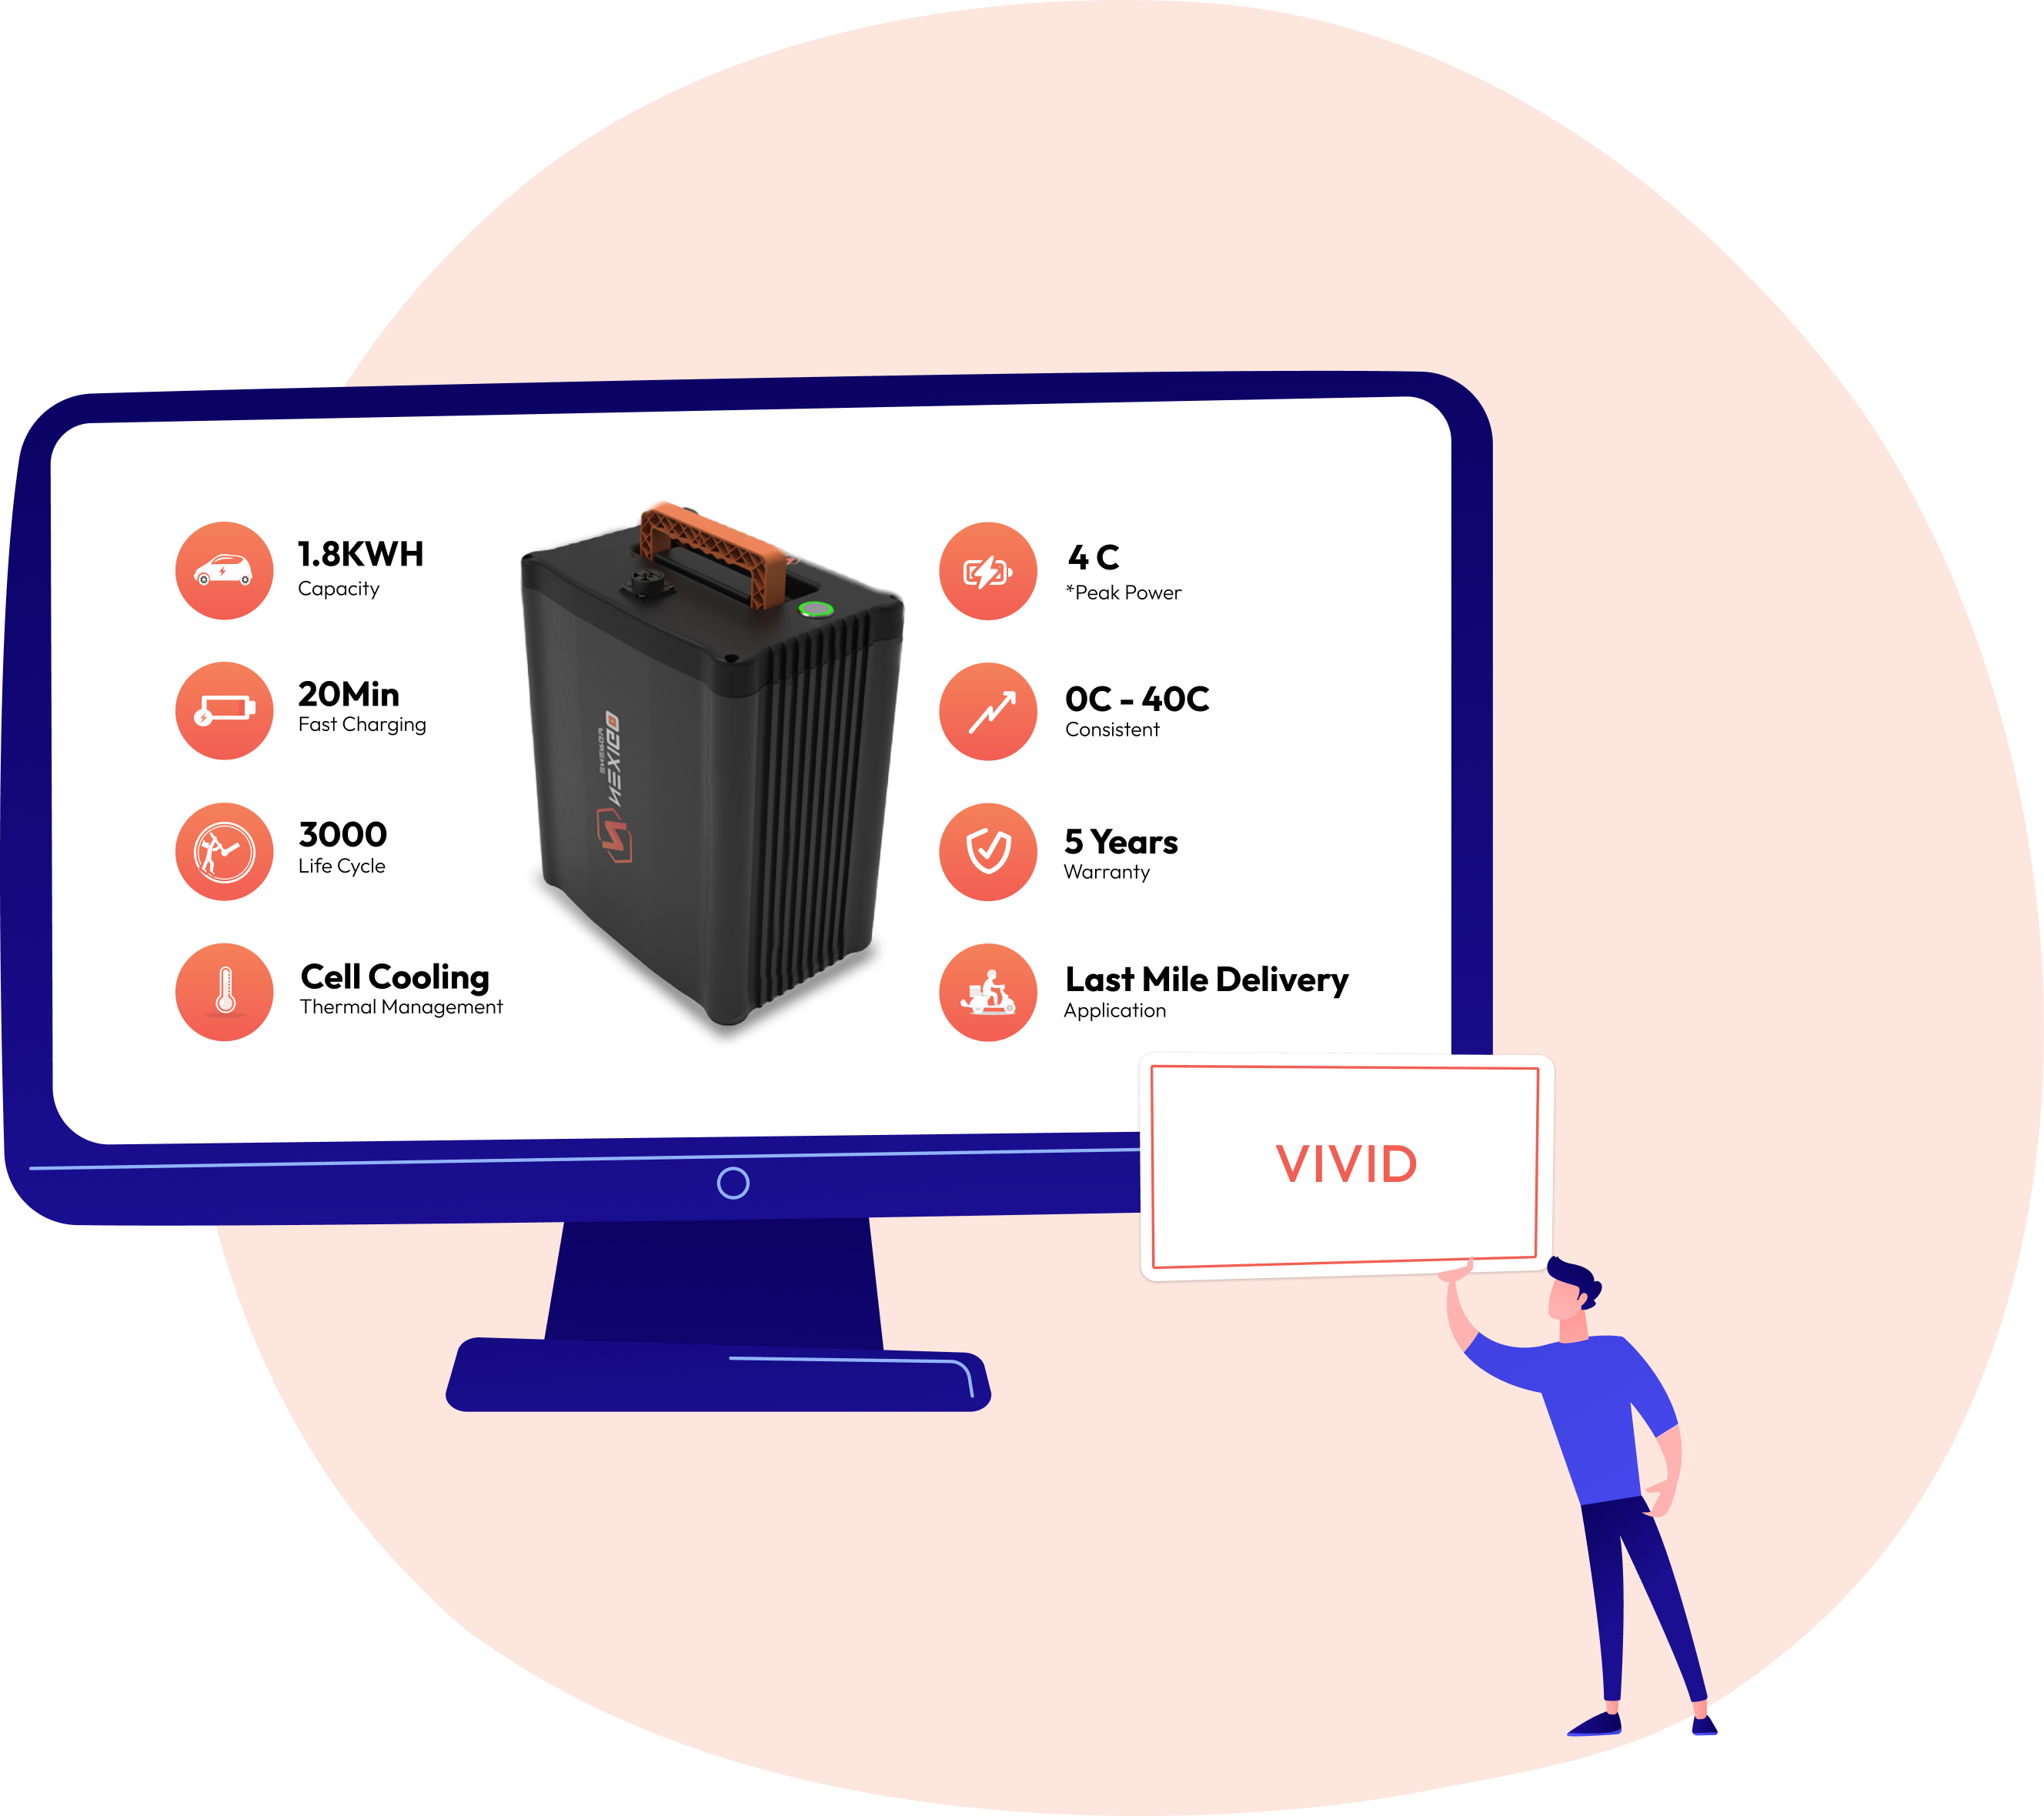 1.8KWH
Capacity
20Min
Fast Charging
3000
Life Cycle
Cell Cooling
Thermal Management
4 C
*Peak Power
0C - 40C
Consistent
5 Years
Warranty
Last Mile Delivery
Application
VIVID